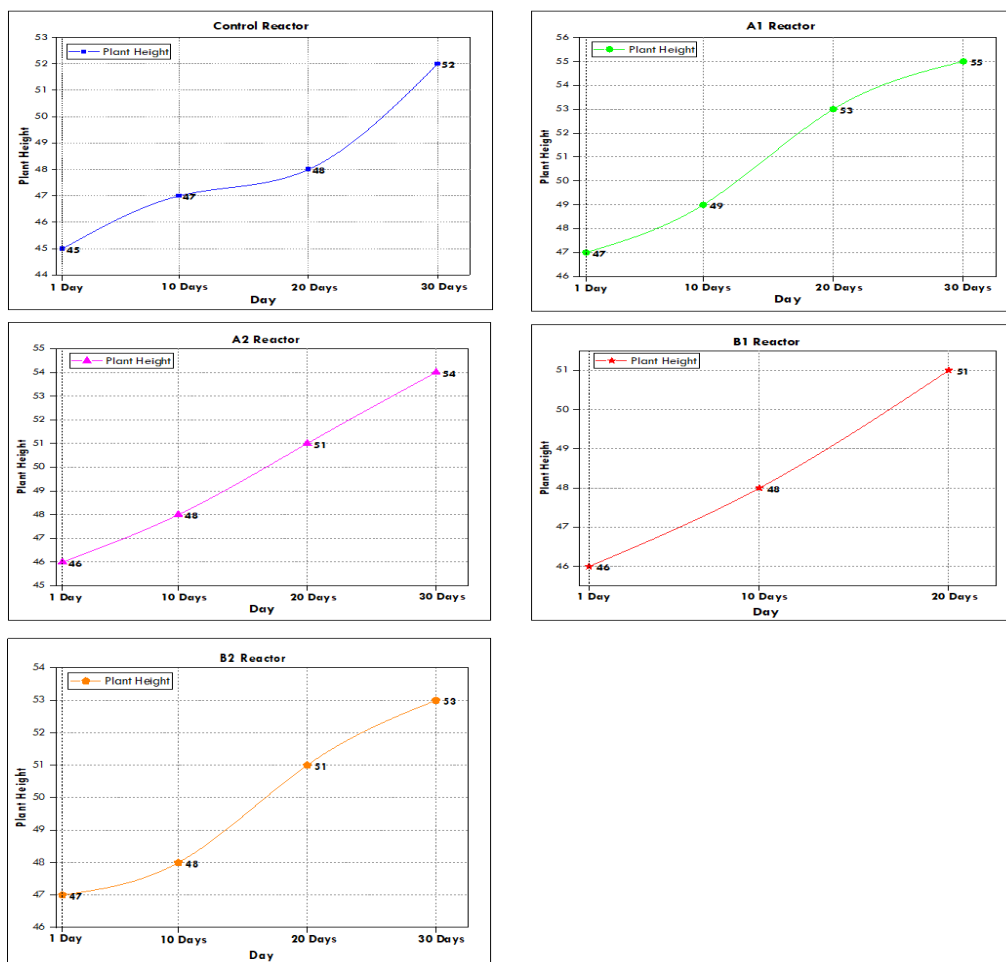 Control Reactor
Plant Height
53
52
51
50
49
48
47
46
45
44
Plant Height
45
47
48
52
1 Day
10 Days
20 Days
30 Days
Day
A1 Reactor
Plant Height
56
55
54
53
52
51
50
49
48
47
46
Plant Height
47
49
53
55
1 Day
10 Days
20 Days
30 Days
Day
A2 Reactor
Plant Height
55
54
53
52
51
50
49
48
47
46
45
Plant Height
46
48
51
54
1 Day
10 Days
20 Days
30 Days
Day
B1 Reactor
Plant Height
51
50
49
48
47
46
Plant Height
46
48
51
1 Day
10 Days
20 Days
Day
B2 Reactor
Plant Height
54
53
52
51
50
49
48
47
46
Plant Height
47
48
51
53
1 Day
10 Days
20 Days
30 Days
Day